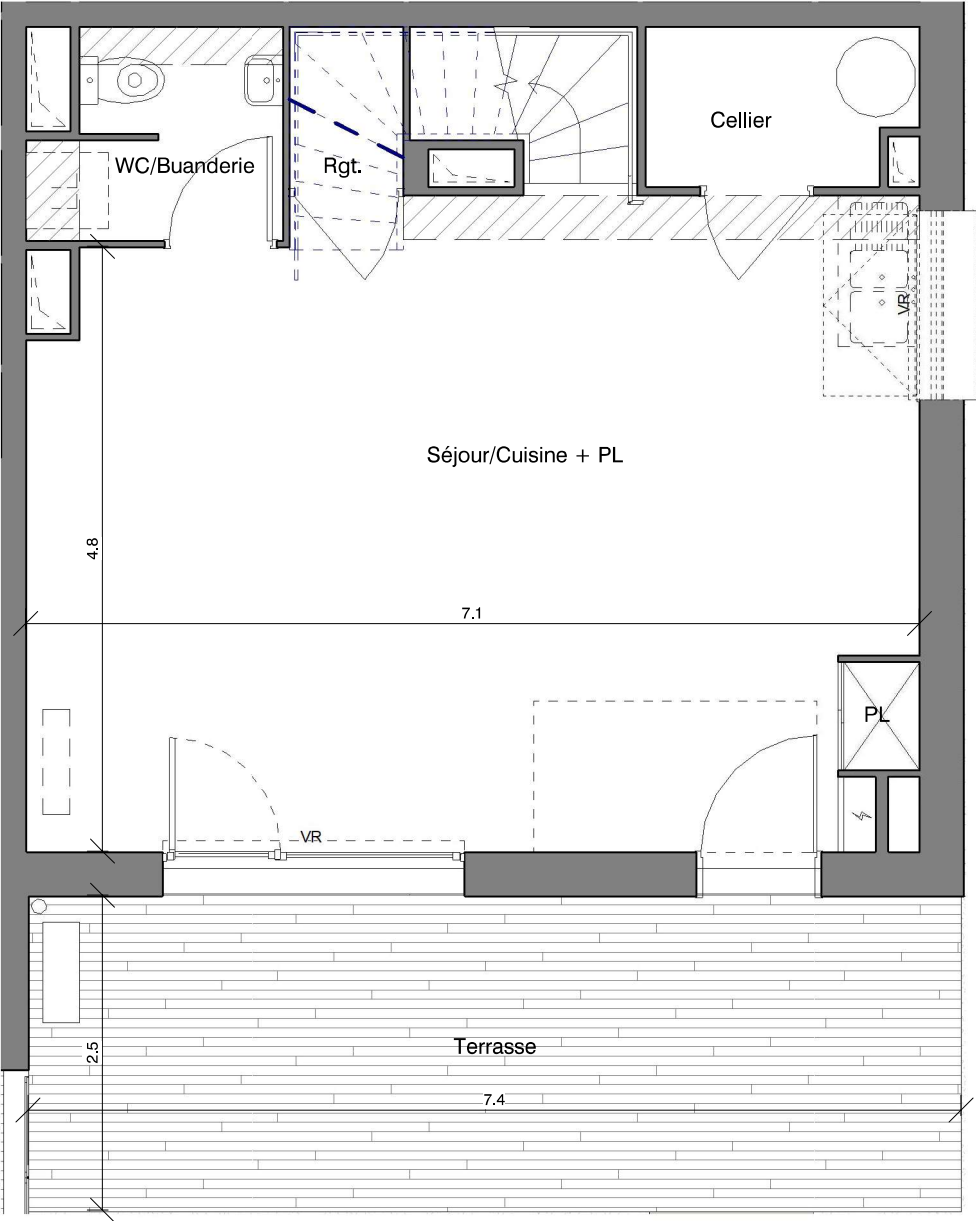 Cellier
WC/Buanderie
Rgt.
VR
Séjour/Cuisine + PL
4.8
7.1
PL
VR
Terrasse
2.5
7.4